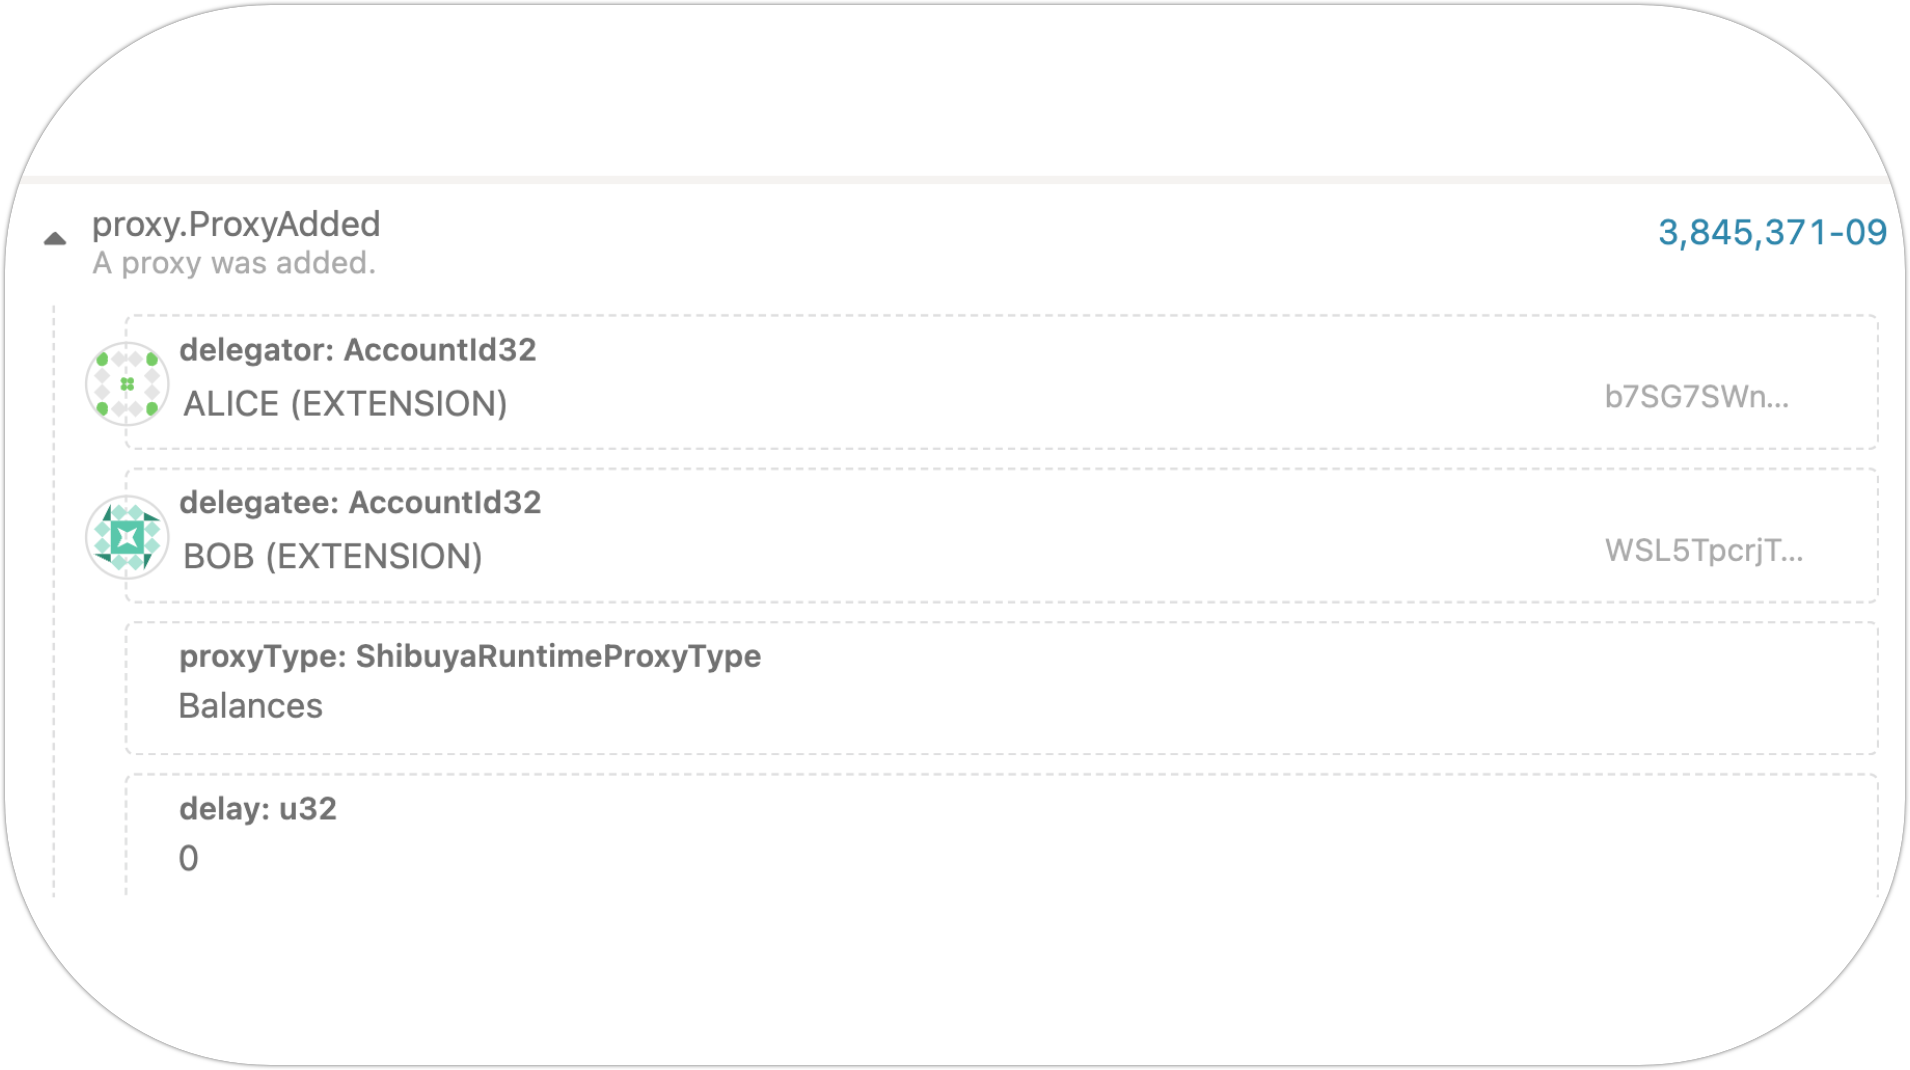 proxy.ProxyAdded
3,845,371-09
A proxy was added.
delegator: AccountId32
ALICE (EXTENSION)
b7SG7SWn...
delegatee: AccountId32
BOB (EXTENSION)
WSL5TpcrjT...
proxyType: ShibuyaRuntimeProxyType
Balances
delay: u32
0